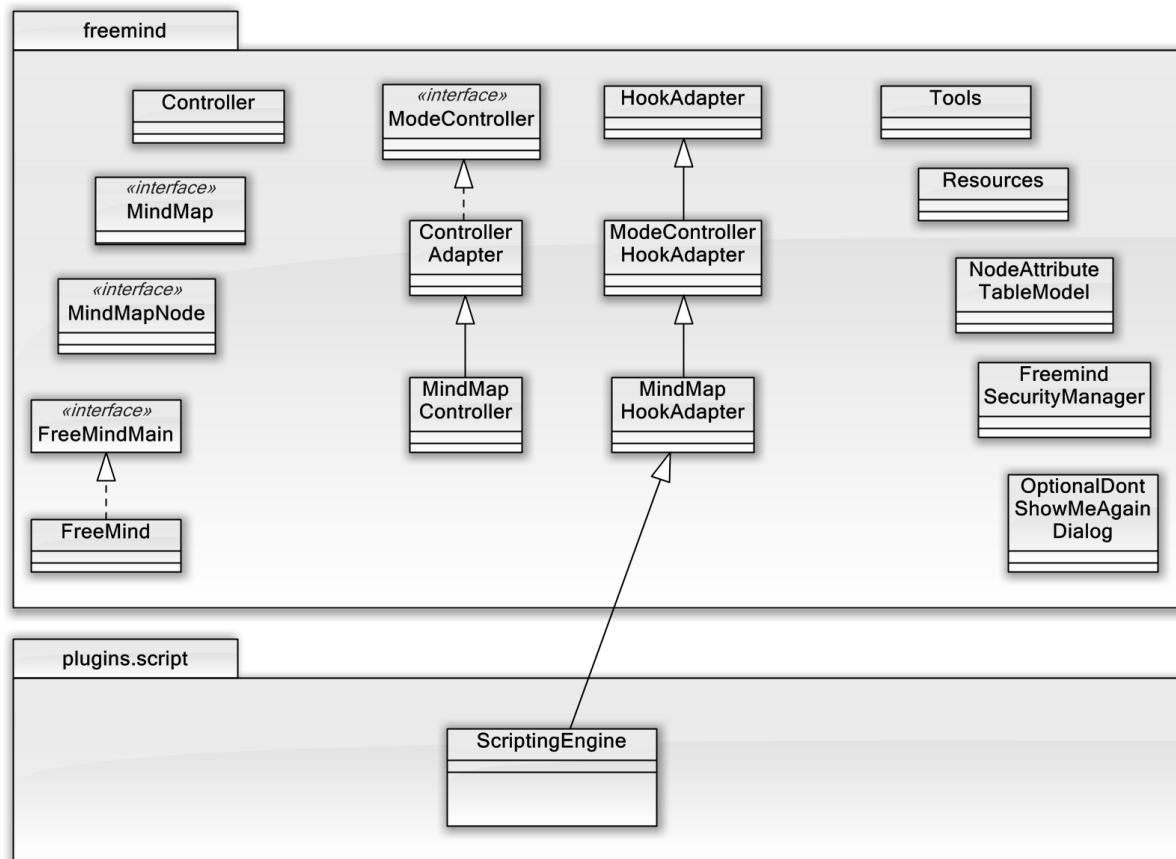 freemind
Controller
«interface»
ModeController
HookAdapter
Tools
«interface»
MindMap
Resources
Controller
Adapter
ModeController
HookAdapter
«interface»
MindMapNode
NodeAttribute
TableModel
MindMap
Controller
MindMap
HookAdapter
Freemind
SecurityManager
«interface»
FreeMindMain
FreeMind
OptionalDont
ShowMeAgain
Dialog
plugins.script
ScriptingEngine